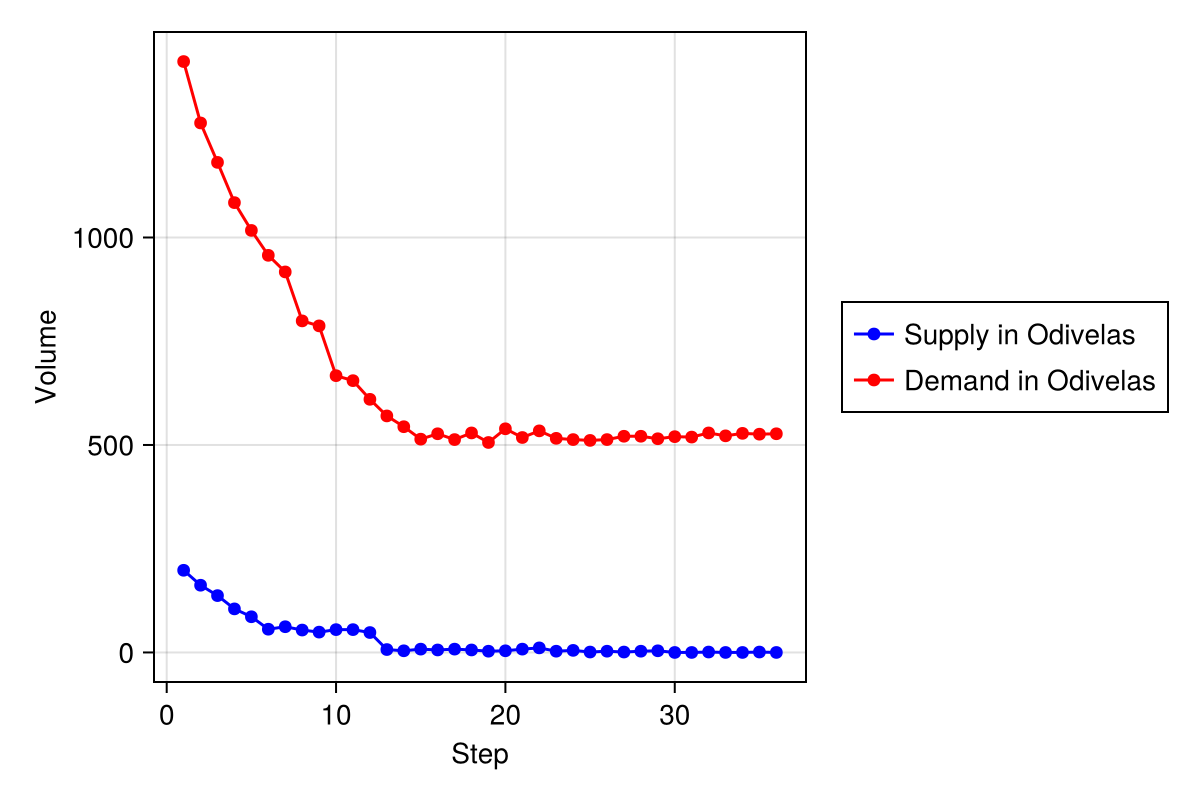 Volume
1000
500
0
0 10 20 30
Step
Supply in Odivelas
Demand in Odivelas